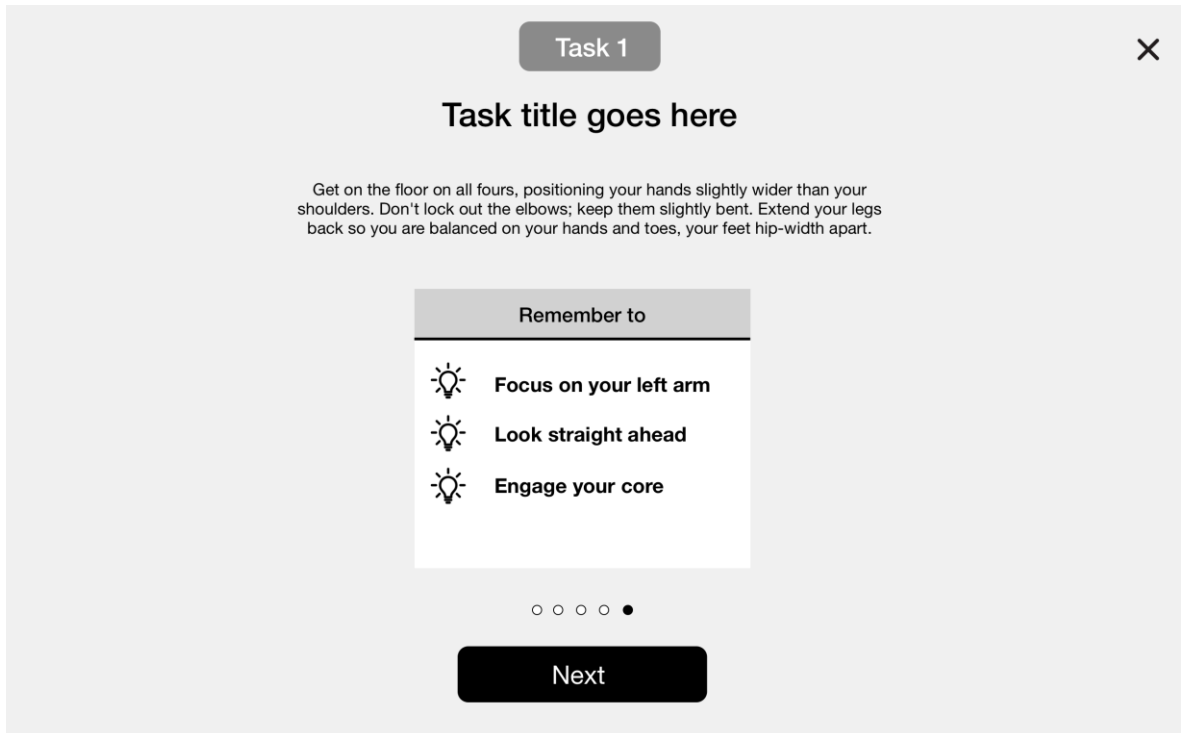 Task 1
Task title goes here
Get on the floor on all fours, positioning your hands slightly wider than your
shoulders. Don't lock out the elbows; keep them slightly bent. Extend your legs
back so you are balanced on your hands and toes, your feet hip-width apart.
Remember to
Focus on your left arm
Look straight ahead
Engage your core
Next